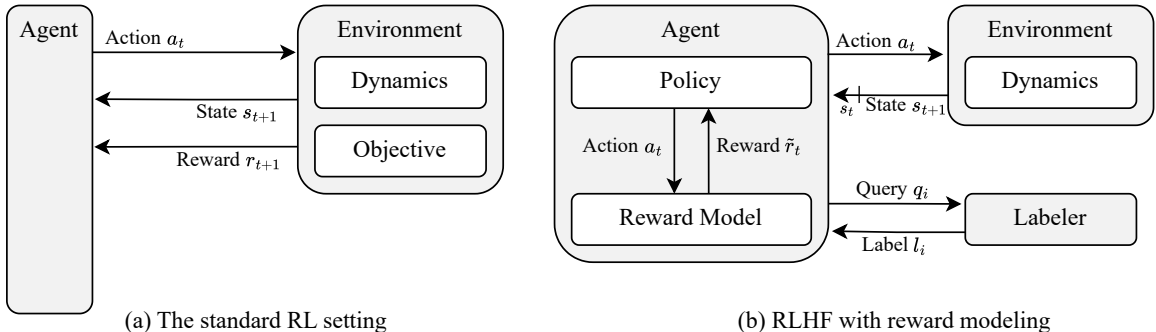 Agent
Action a_t
Environment
Dynamics
State s_{t+1}
Objective
Reward r_{t+1}
(a) The standard RL setting
Agent
Policy
Action a_t
Reward r̃_t
Reward Model
Action a_t
Environment
Dynamics
s_t State s_{t+1}
Query q_i
Labeler
Label l_i
(b) RLHF with reward modeling